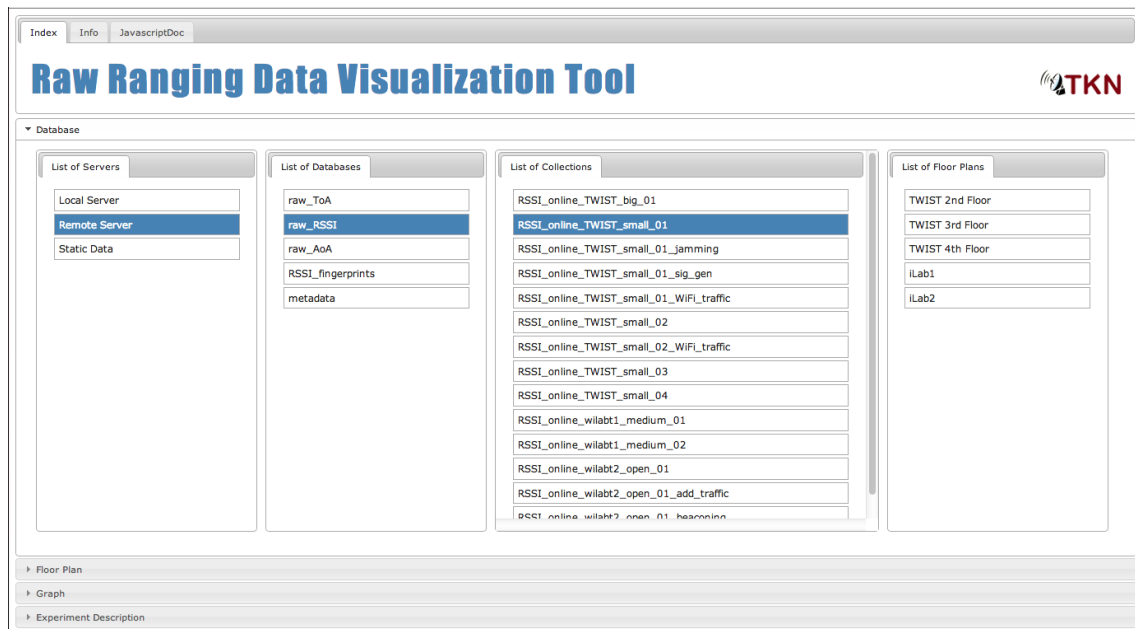 Index Info JavascriptDoc
Raw Ranging Data Visualization Tool
TKN
Database
List of Servers
Local Server
Remote Server
Static Data
List of Databases
raw_ToA
raw_RSSI
raw_AoA
RSSI_fingerprints
metadata
List of Collections
RSSI_online_TWIST_big_01
RSSI_online_TWIST_small_01
RSSI_online_TWIST_small_01_jamming
RSSI_online_TWIST_small_01_sig_gen
RSSI_online_TWIST_small_01_WiFi_traffic
RSSI_online_TWIST_small_02
RSSI_online_TWIST_small_02_WiFi_traffic
RSSI_online_TWIST_small_03
RSSI_online_TWIST_small_04
RSSI_online_wilabt1_medium_01
RSSI_online_wilabt1_medium_02
RSSI_online_wilabt2_open_01
RSSI_online_wilabt2_open_01_add_traffic
RSSI_online_wilabt2_open_01_beaconing
List of Floor Plans
TWIST 2nd Floor
TWIST 3rd Floor
TWIST 4th Floor
iLab1
iLab2
Floor Plan
Graph
Experiment Description